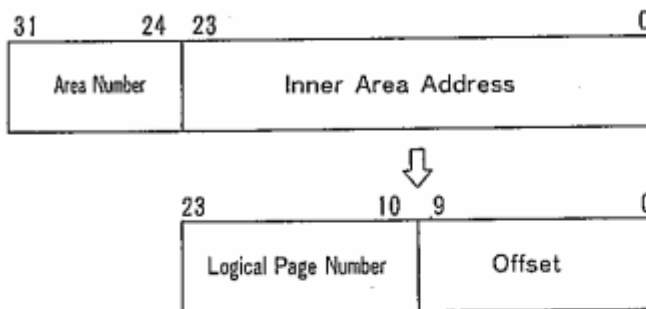 31 24 23 0
Area Number Inner Area Address
23 10 9 0
Logical Page Number Offset